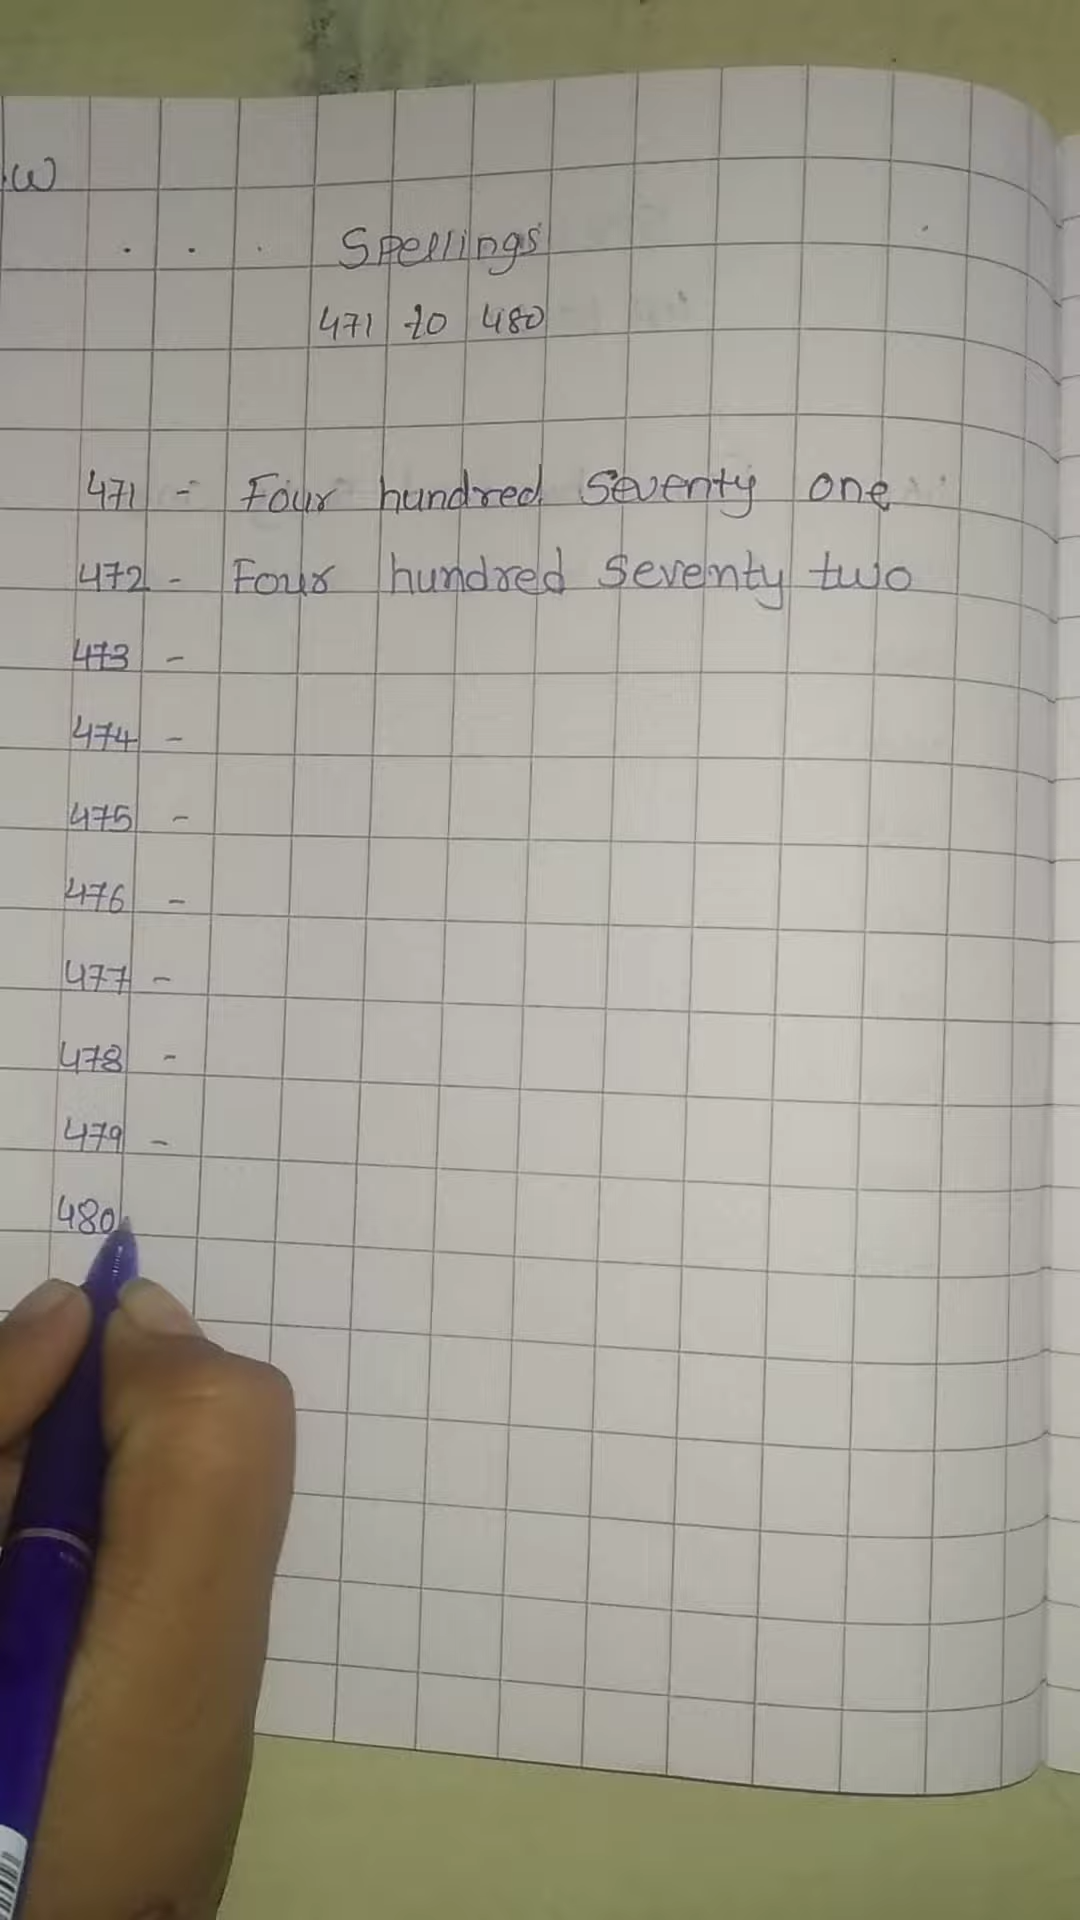 .W
Spellings
471 to 480
471 - Four hundred Seventy one
472 - Four hundred Seventy two
473 -
474 -
475 -
476 -
477 -
478 -
479 -
480